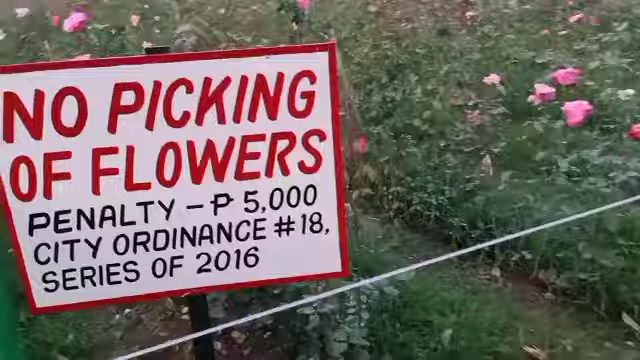 NO PICKING
OF FLOWERS
PENALTY – ₱ 5,000
CITY ORDINANCE #18,
SERIES OF 2016